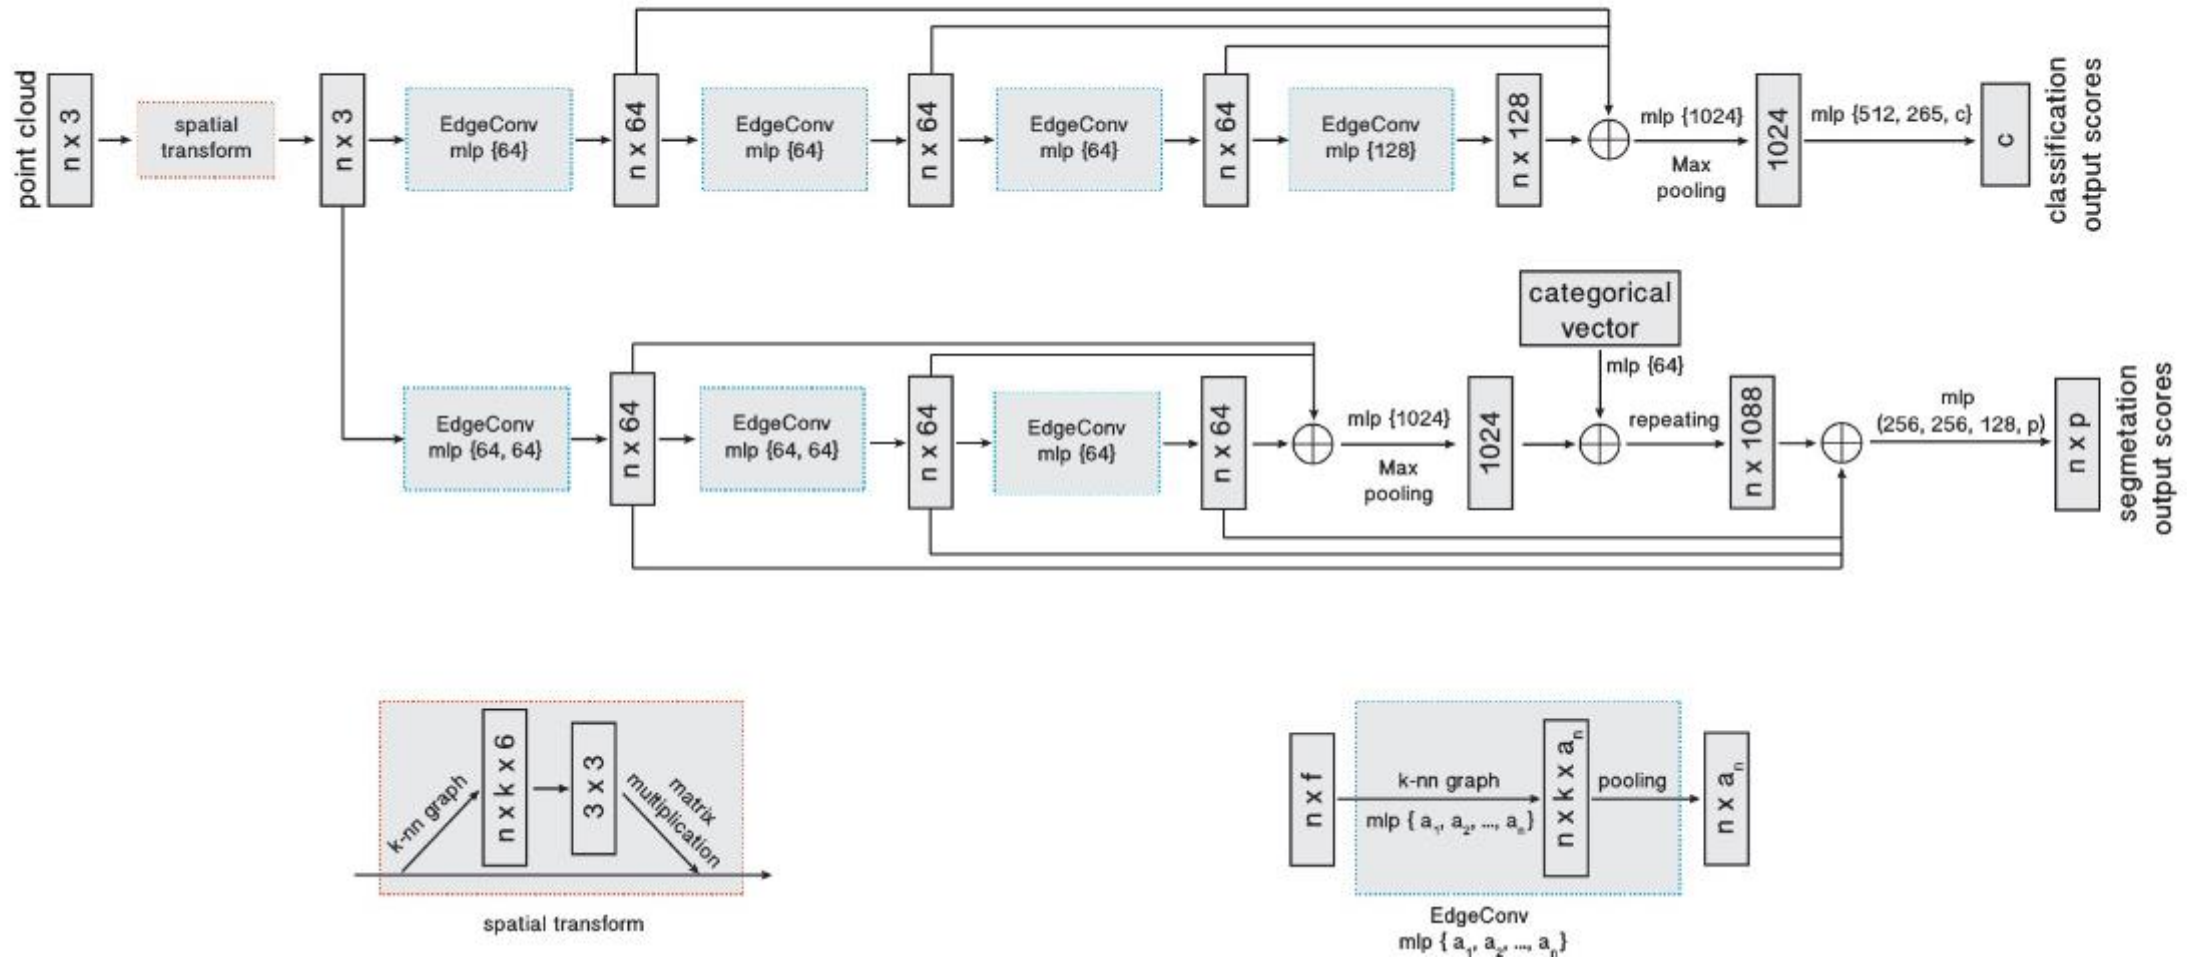 point cloud
n x 3
spatial
transform
n x 3
EdgeConv
mlp {64}
n x 64
EdgeConv
mlp {64}
n x 64
EdgeConv
mlp {64}
n x 64
EdgeConv
mlp {128}
n x 128
mlp {1024}
Max
pooling
1024
mlp {512, 265, c}
c
classification
output scores
categorical
vector
mlp {64}
EdgeConv
mlp {64, 64}
n x 64
EdgeConv
mlp {64, 64}
n x 64
EdgeConv
mlp {64}
n x 64
mlp {1024}
Max
pooling
1024
repeating
n x 1088
mlp
(256, 256, 128, p)
n x p
segmetation
output scores
k-nn graph
n x k x 6
3 x 3
matrix
multiplication
spatial transform
n x f
k-nn graph
mlp { a₁, a₂, ..., aₙ}
n x k x aₙ
pooling
n x aₙ
EdgeConv
mlp { a₁, a₂, ..., aₙ}